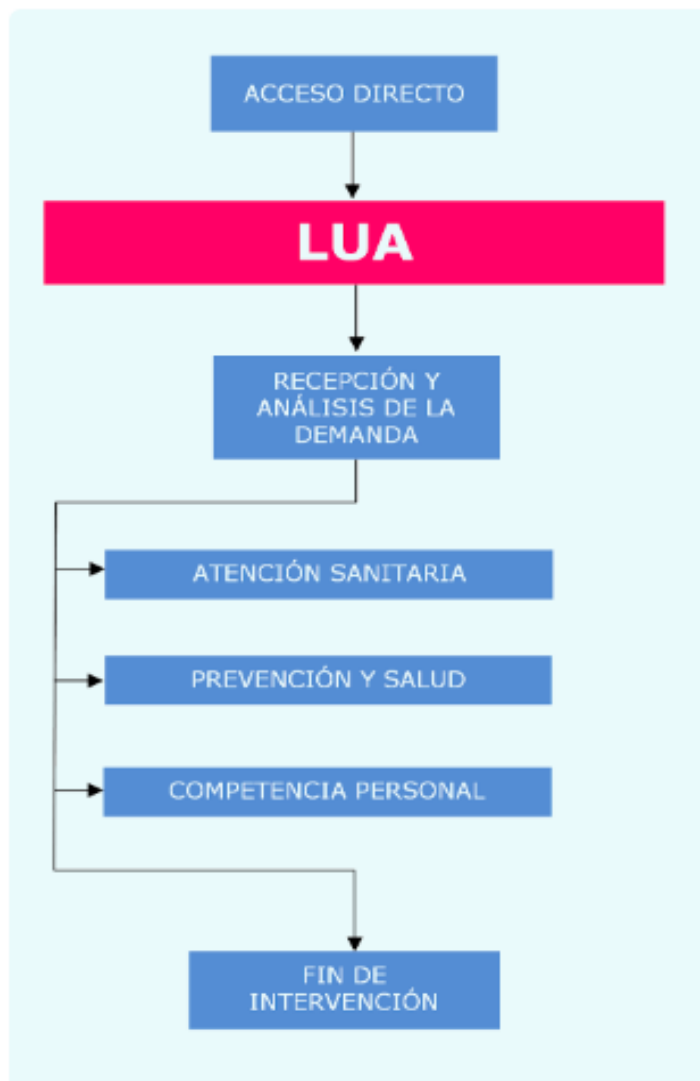 ACCESO DIRECTO
LUA
RECEPCIÓN Y
ANÁLISIS DE LA
DEMANDA
ATENCIÓN SANITARIA
PREVENCIÓN Y SALUD
COMPETENCIA PERSONAL
FIN DE
INTERVENCIÓN